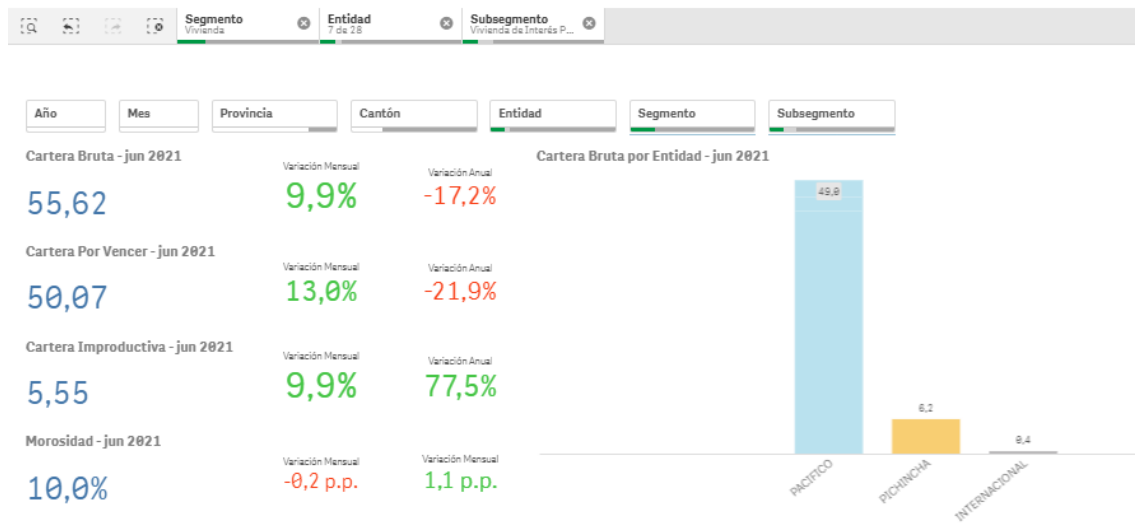 Segmento
Vivienda
Entidad
7 de 28
Subsegmento
Vivienda de Interés P...
Año
Mes
Provincia
Cantón
Entidad
Segmento
Subsegmento
Cartera Bruta - jun 2021
Variación Mensual
Variación Anual
55,62
9,9%
-17,2%
Cartera Por Vencer - jun 2021
Variación Mensual
Variación Anual
50,07
13,0%
-21,9%
Cartera Improductiva - jun 2021
Variación Mensual
Variación Anual
5,55
9,9%
77,5%
Morosidad - jun 2021
Variación Mensual
Variación Mensual
10,0%
-0,2 p.p.
1,1 p.p.
Cartera Bruta por Entidad - jun 2021
49,0
6,2
0,4
PACIFICO
PICHINCHA
INTERNACIONAL